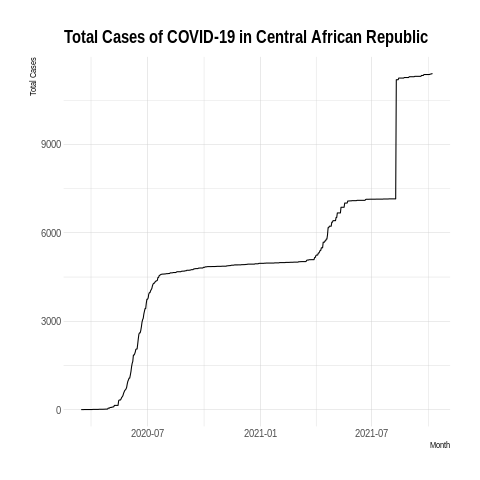 Total Cases of COVID-19 in Central African Republic
Total Cases
9000
6000
3000
0
2020-07 2021-01 2021-07
Month